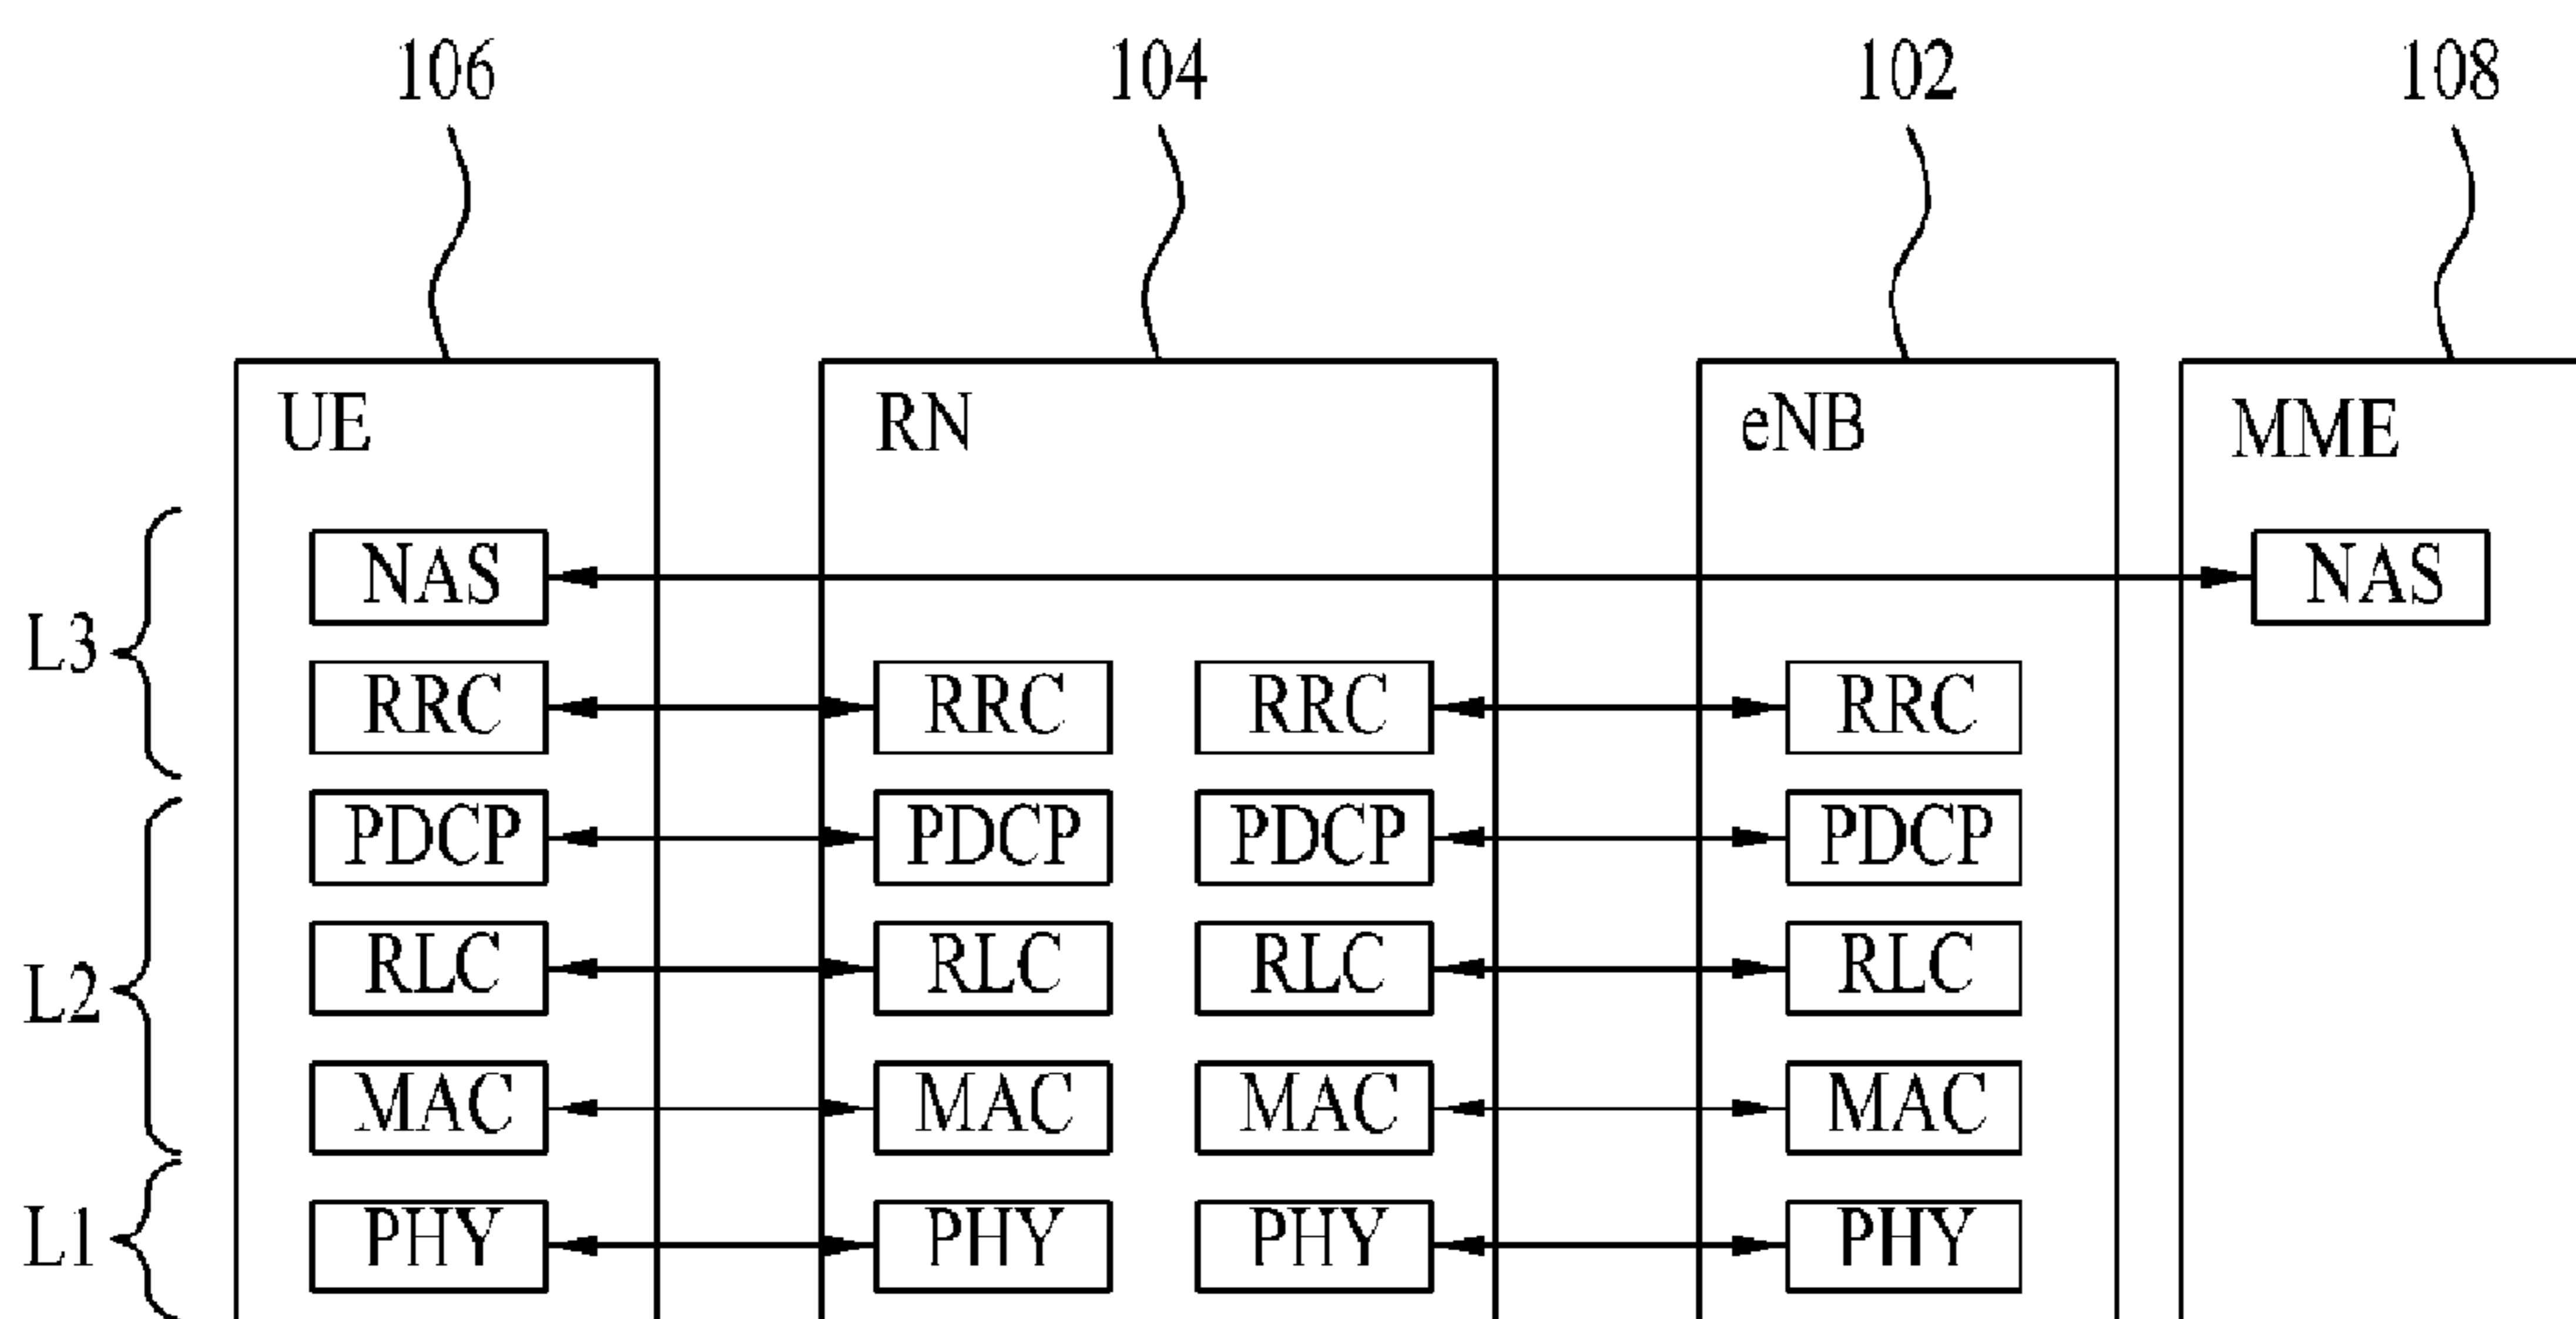 106 104 102 108
UE RN eNB MME
NAS NAS
L3
RRC RRC RRC RRC
PDCP PDCP PDCP PDCP
L2
RLC RLC RLC RLC
MAC MAC MAC MAC
L1
PHY PHY PHY PHY